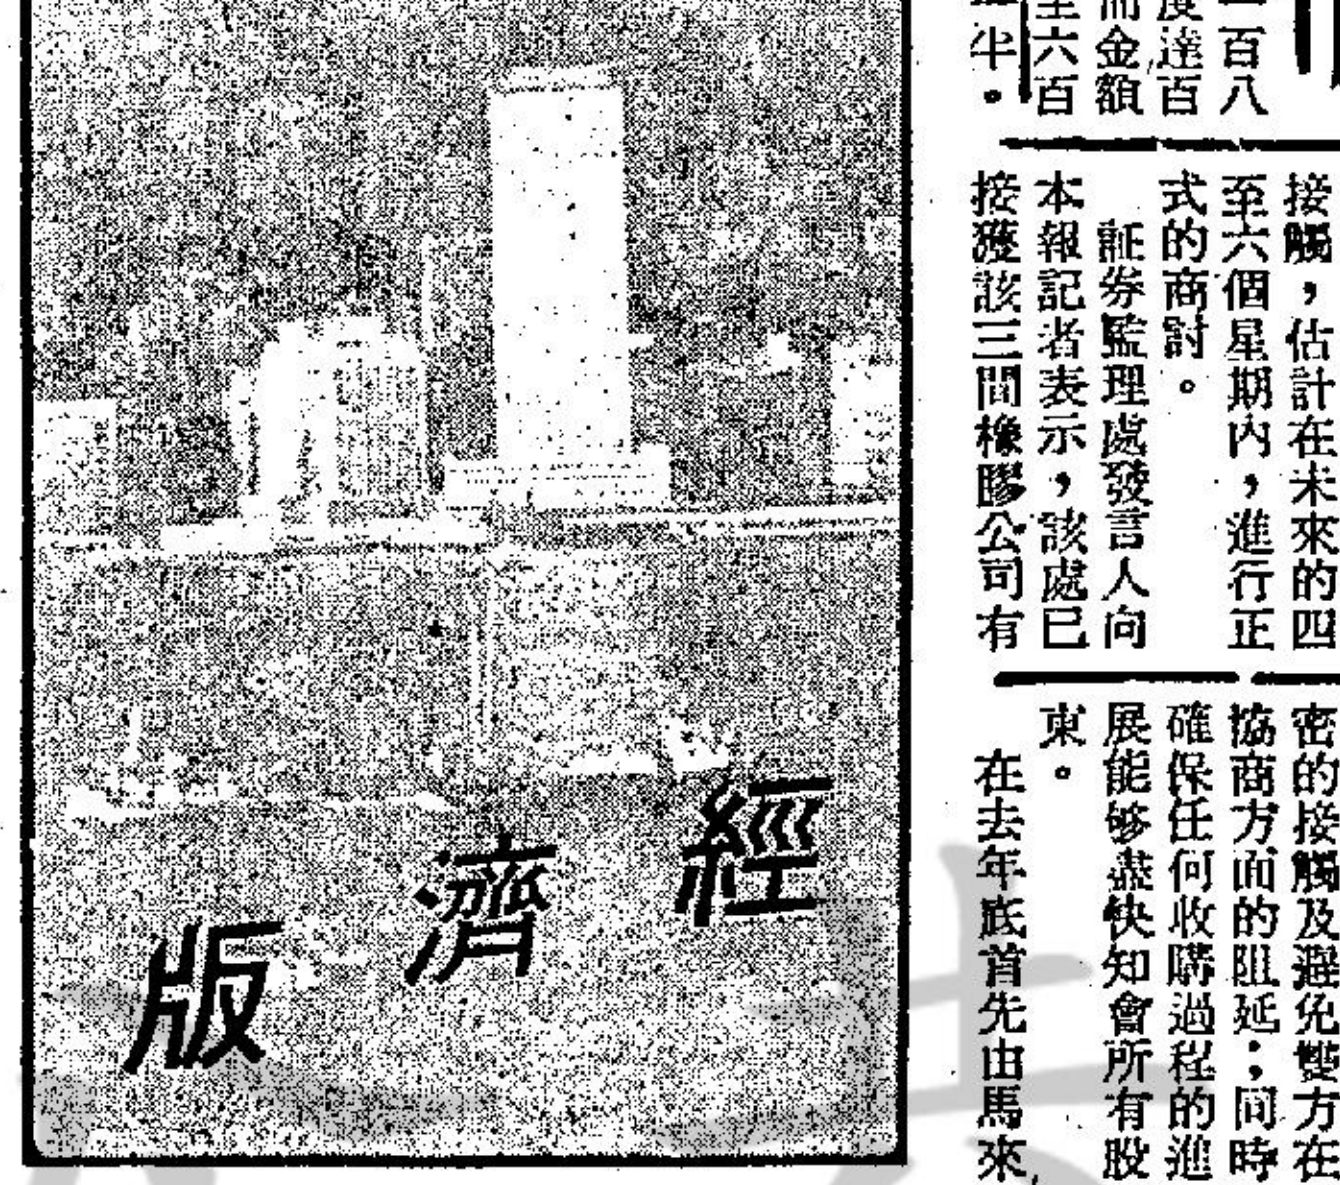 一百八
度達百
而金額
至六百
半。
接觸，估計在未來的四
至六個星期內，進行正
式的商討。
証券監理處發言人向
本報記者表示，該處已
接獲該三間橡膠公司有
密的接觸及避免雙方在
協商方面的阻延；同時
確保任何收購過程的進
展能够盡快知會所有股
東。
在去年底首先由馬來
經濟版